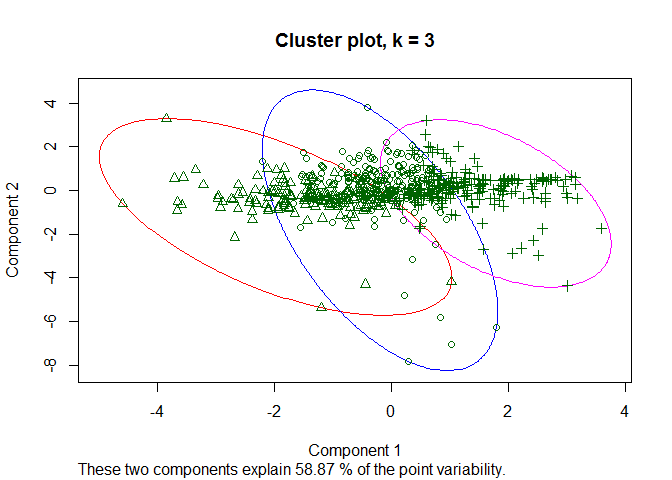 Cluster plot, k = 3
Component 2
4
2
0
-2
-4
-6
-8
-4 -2 0 2 4
Component 1
These two components explain 58.87 % of the point variability.